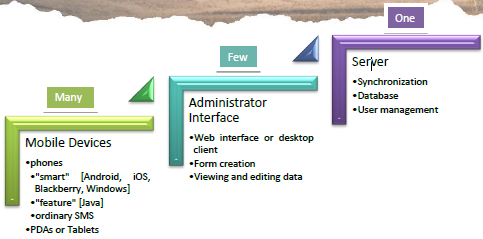 Many
Mobile Devices
•phones
•"smart" [Android, iOS,
Blackberry, Windows]
•"feature" [Java]
•ordinary SMS
•PDAs or Tablets
Few
Administrator
Interface
•Web interface or desktop
client
•Form creation
•Viewing and editing data
One
Server
•Synchronization
•Database
•User management